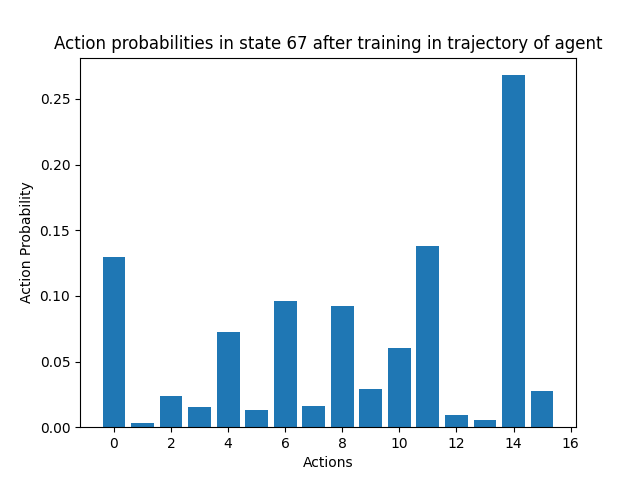 Action probabilities in state 67 after training in trajectory of agent
0.25
0.20
0.15
0.10
0.05
0.00
Action Probability
0 2 4 6 8 10 12 14 16
Actions